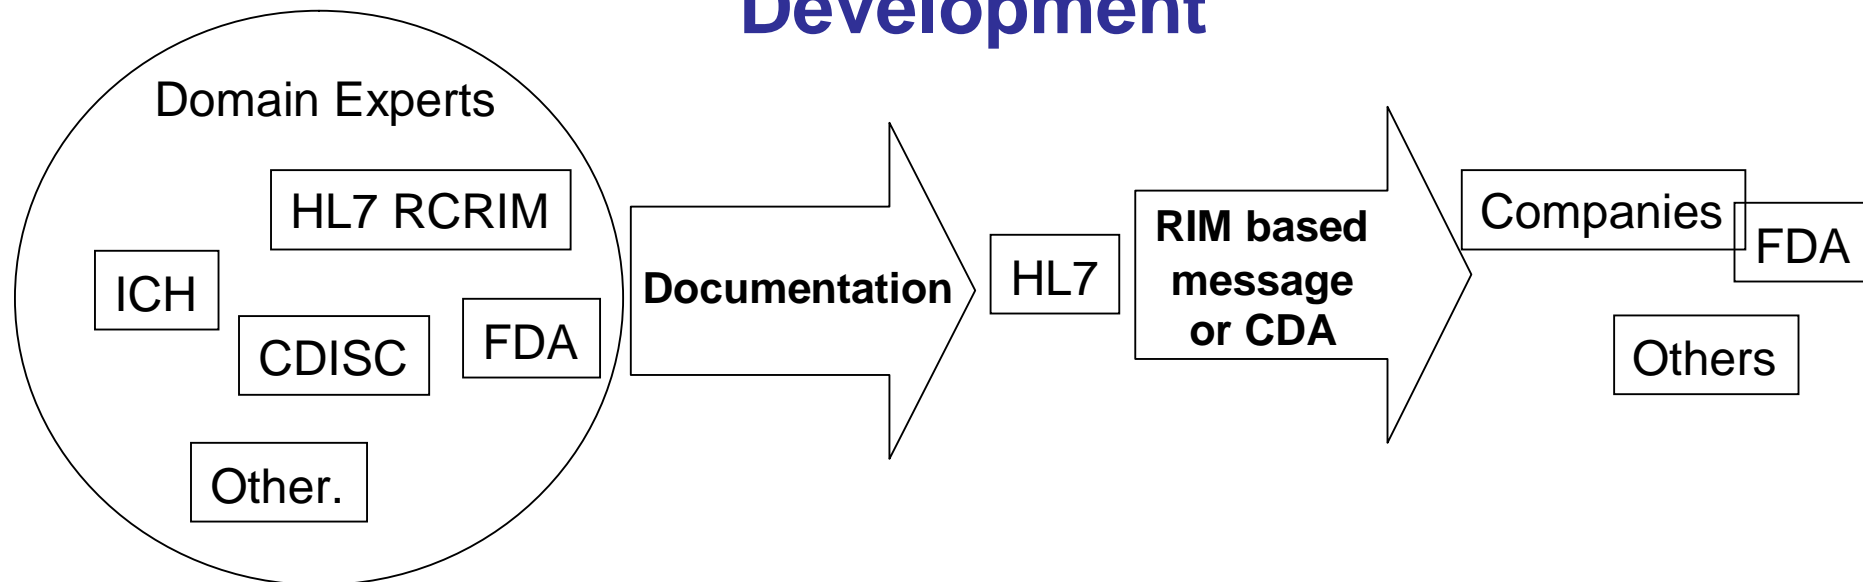 Development
Domain Experts
HL7 RCRIM
ICH
CDISC
FDA
Other.
Documentation
HL7
RIM based
message
or CDA
Companies
FDA
Others